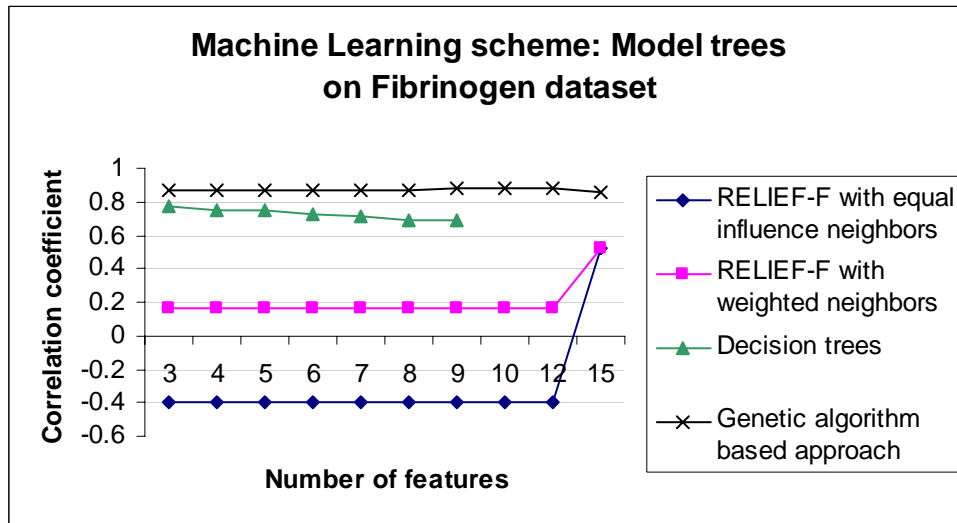 Machine Learning scheme: Model trees
on Fibrinogen dataset
Correlation coefficient
1
0.8
0.6
0.4
0.2
0
-0.2
-0.4
-0.6
3 4 5 6 7 8 9 10 12 15
Number of features
RELIEF-F with equal
influence neighbors
RELIEF-F with
weighted neighbors
Decision trees
Genetic algorithm
based approach